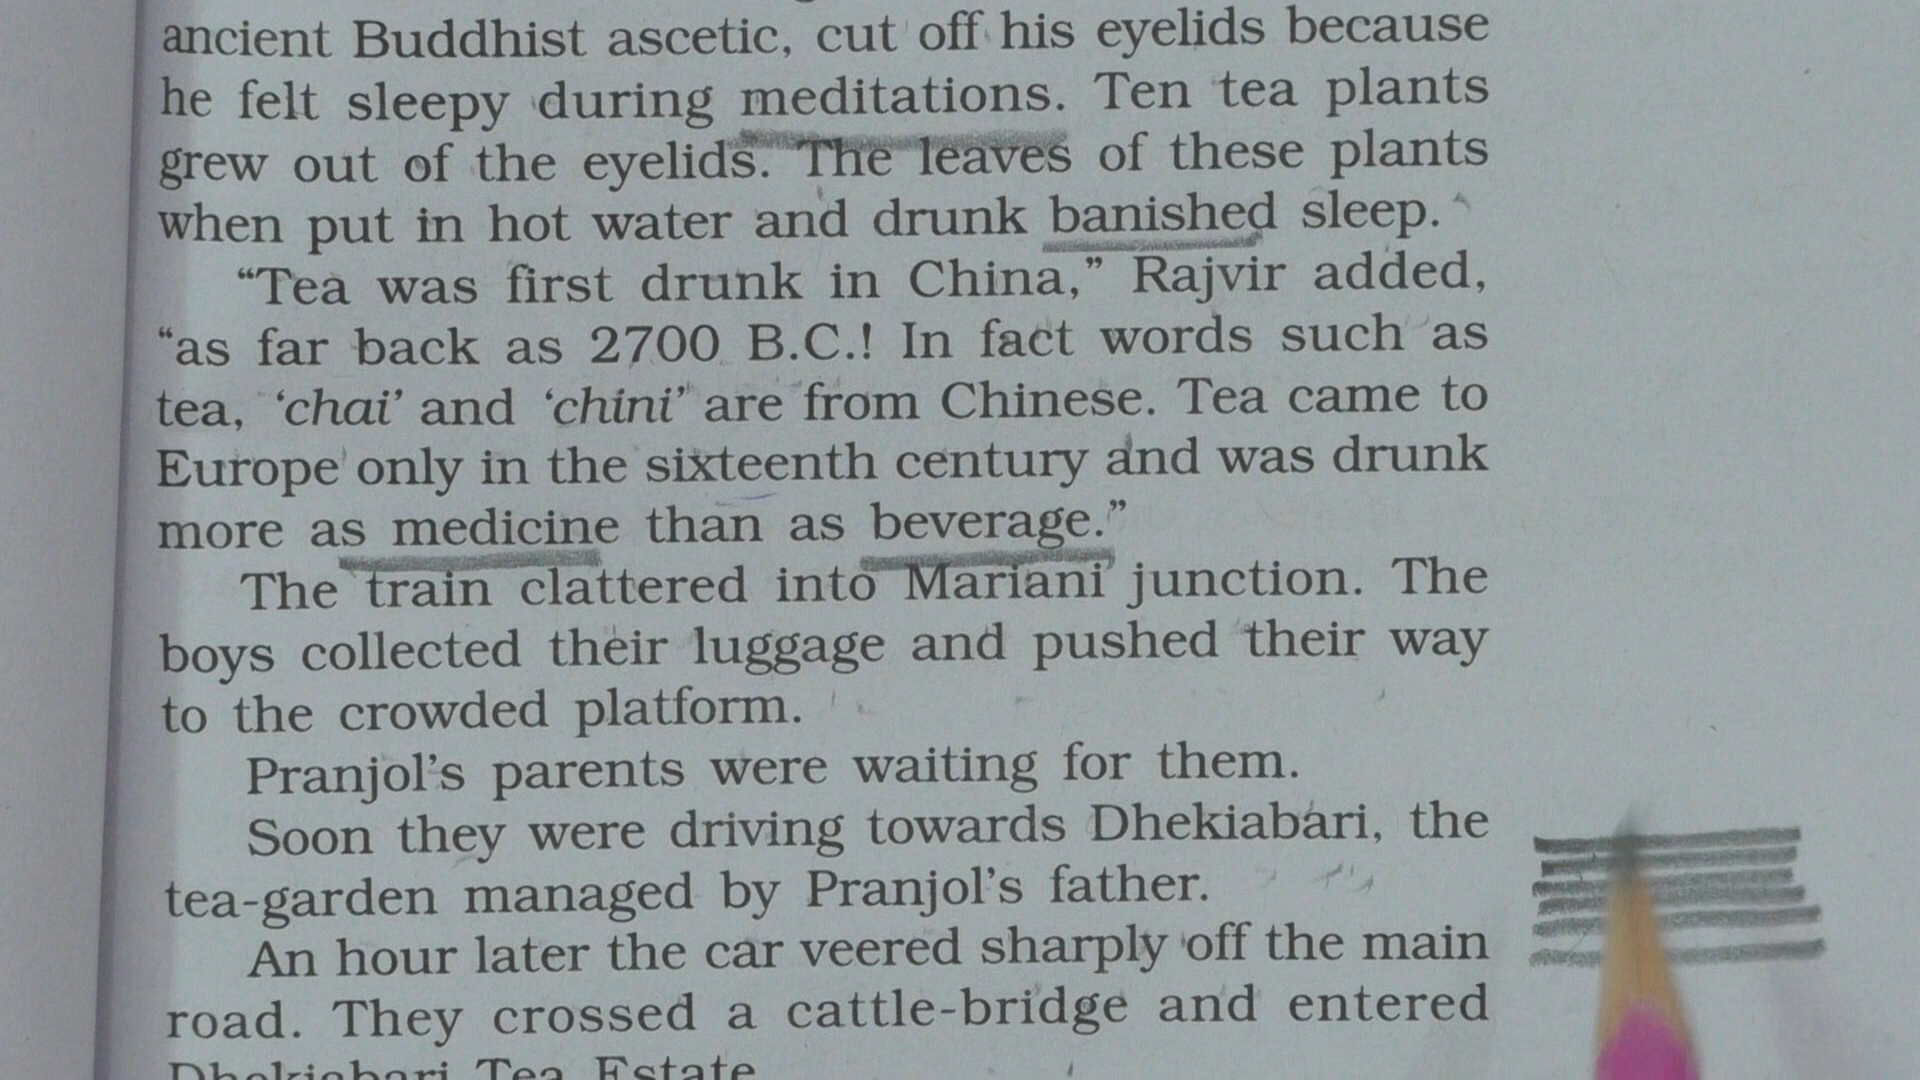 ancient Buddhist ascetic, cut off his eyelids because
he felt sleepy during meditations. Ten tea plants
grew out of the eyelids. The leaves of these plants
when put in hot water and drunk banished sleep.
“Tea was first drunk in China,” Rajvir added,
“as far back as 2700 B.C.! In fact words such as
tea, ‘chai’ and ‘chini’ are from Chinese. Tea came to
Europe only in the sixteenth century and was drunk
more as medicine than as beverage.”
The train clattered into Mariani junction. The
boys collected their luggage and pushed their way
to the crowded platform.
Pranjol’s parents were waiting for them.
Soon they were driving towards Dhekiabari, the
tea-garden managed by Pranjol’s father.
An hour later the car veered sharply off the main
road. They crossed a cattle-bridge and entered
Dhekiabari Tea Estate